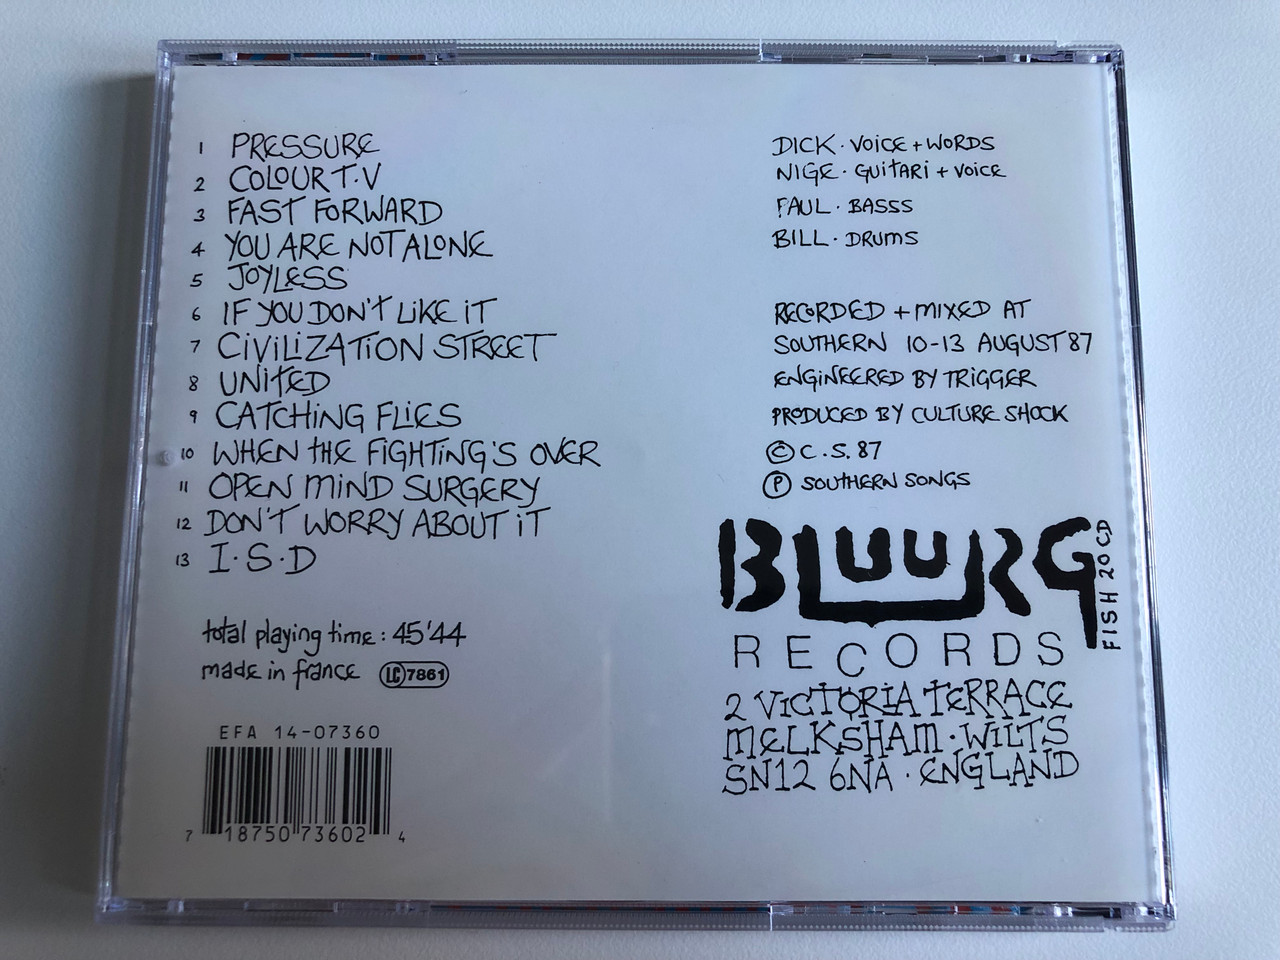 1 PRESSURE
2 COLOUR T.V
3 FAST FORWARD
4 YOU ARE NOT ALONE
5 JOYLESS
6 IF YOU DON'T LIKE IT
7 CIVILIZATION STREET
8 UNITED
9 CATCHING FLIES
10 WHEN THE FIGHTING'S OVER
11 OPEN MIND SURGERY
12 DON'T WORRY ABOUT IT
13 I.S.D
total playing time: 45'44
made in france LC 7861
EFA 14-07360
7 18750 73602 4
DICK. VOICE + WORDS
NIGE. GUITARI + VOICE
PAUL. BASSS
BILL. DRUMS
RECORDED + MIXED AT
SOUTHERN 10-13 AUGUST 87
ENGINEERED BY TRIGGER
PRODUCED BY CULTURE SHOCK
© C.S. 87
Ⓟ SOUTHERN SONGS
BLUURG
RECORDS
FISH 20 CD
2 VICTORIA TERRACE
MELKSHAM. WILTS
SN12 6NA. ENGLAND